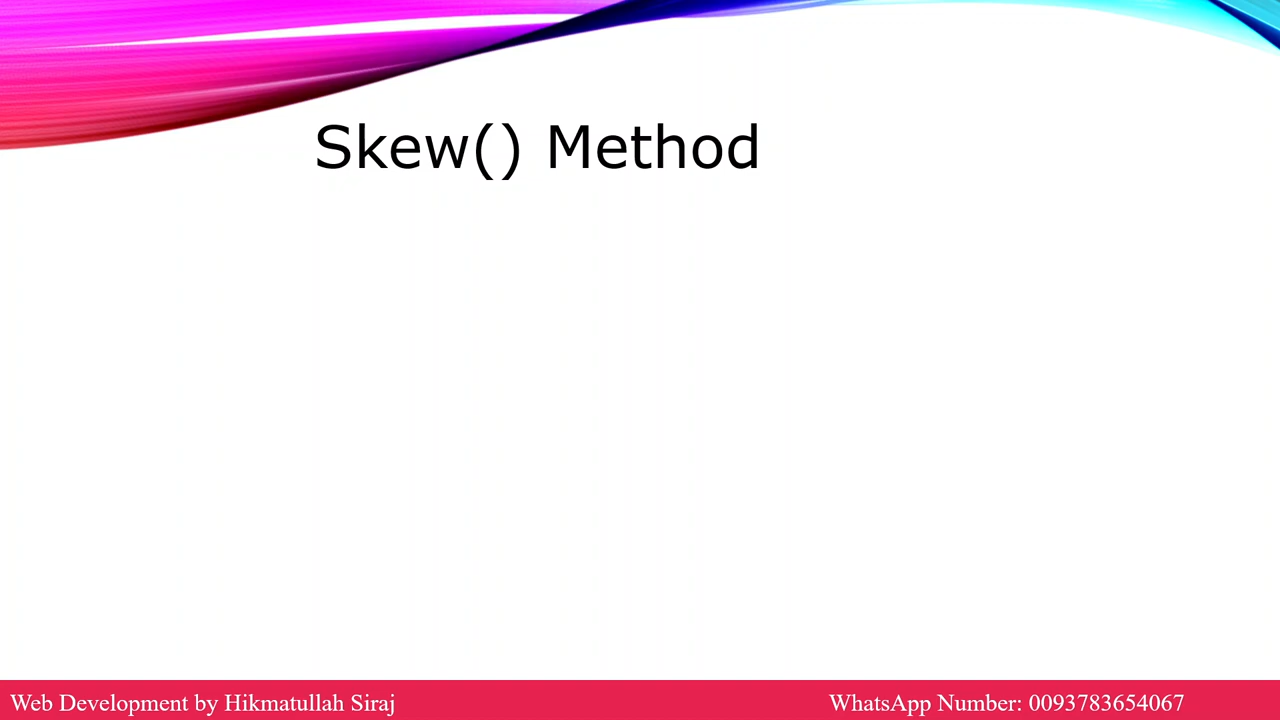 Skew() Method
Web Development by Hikmatullah Siraj
WhatsApp Number: 0093783654067